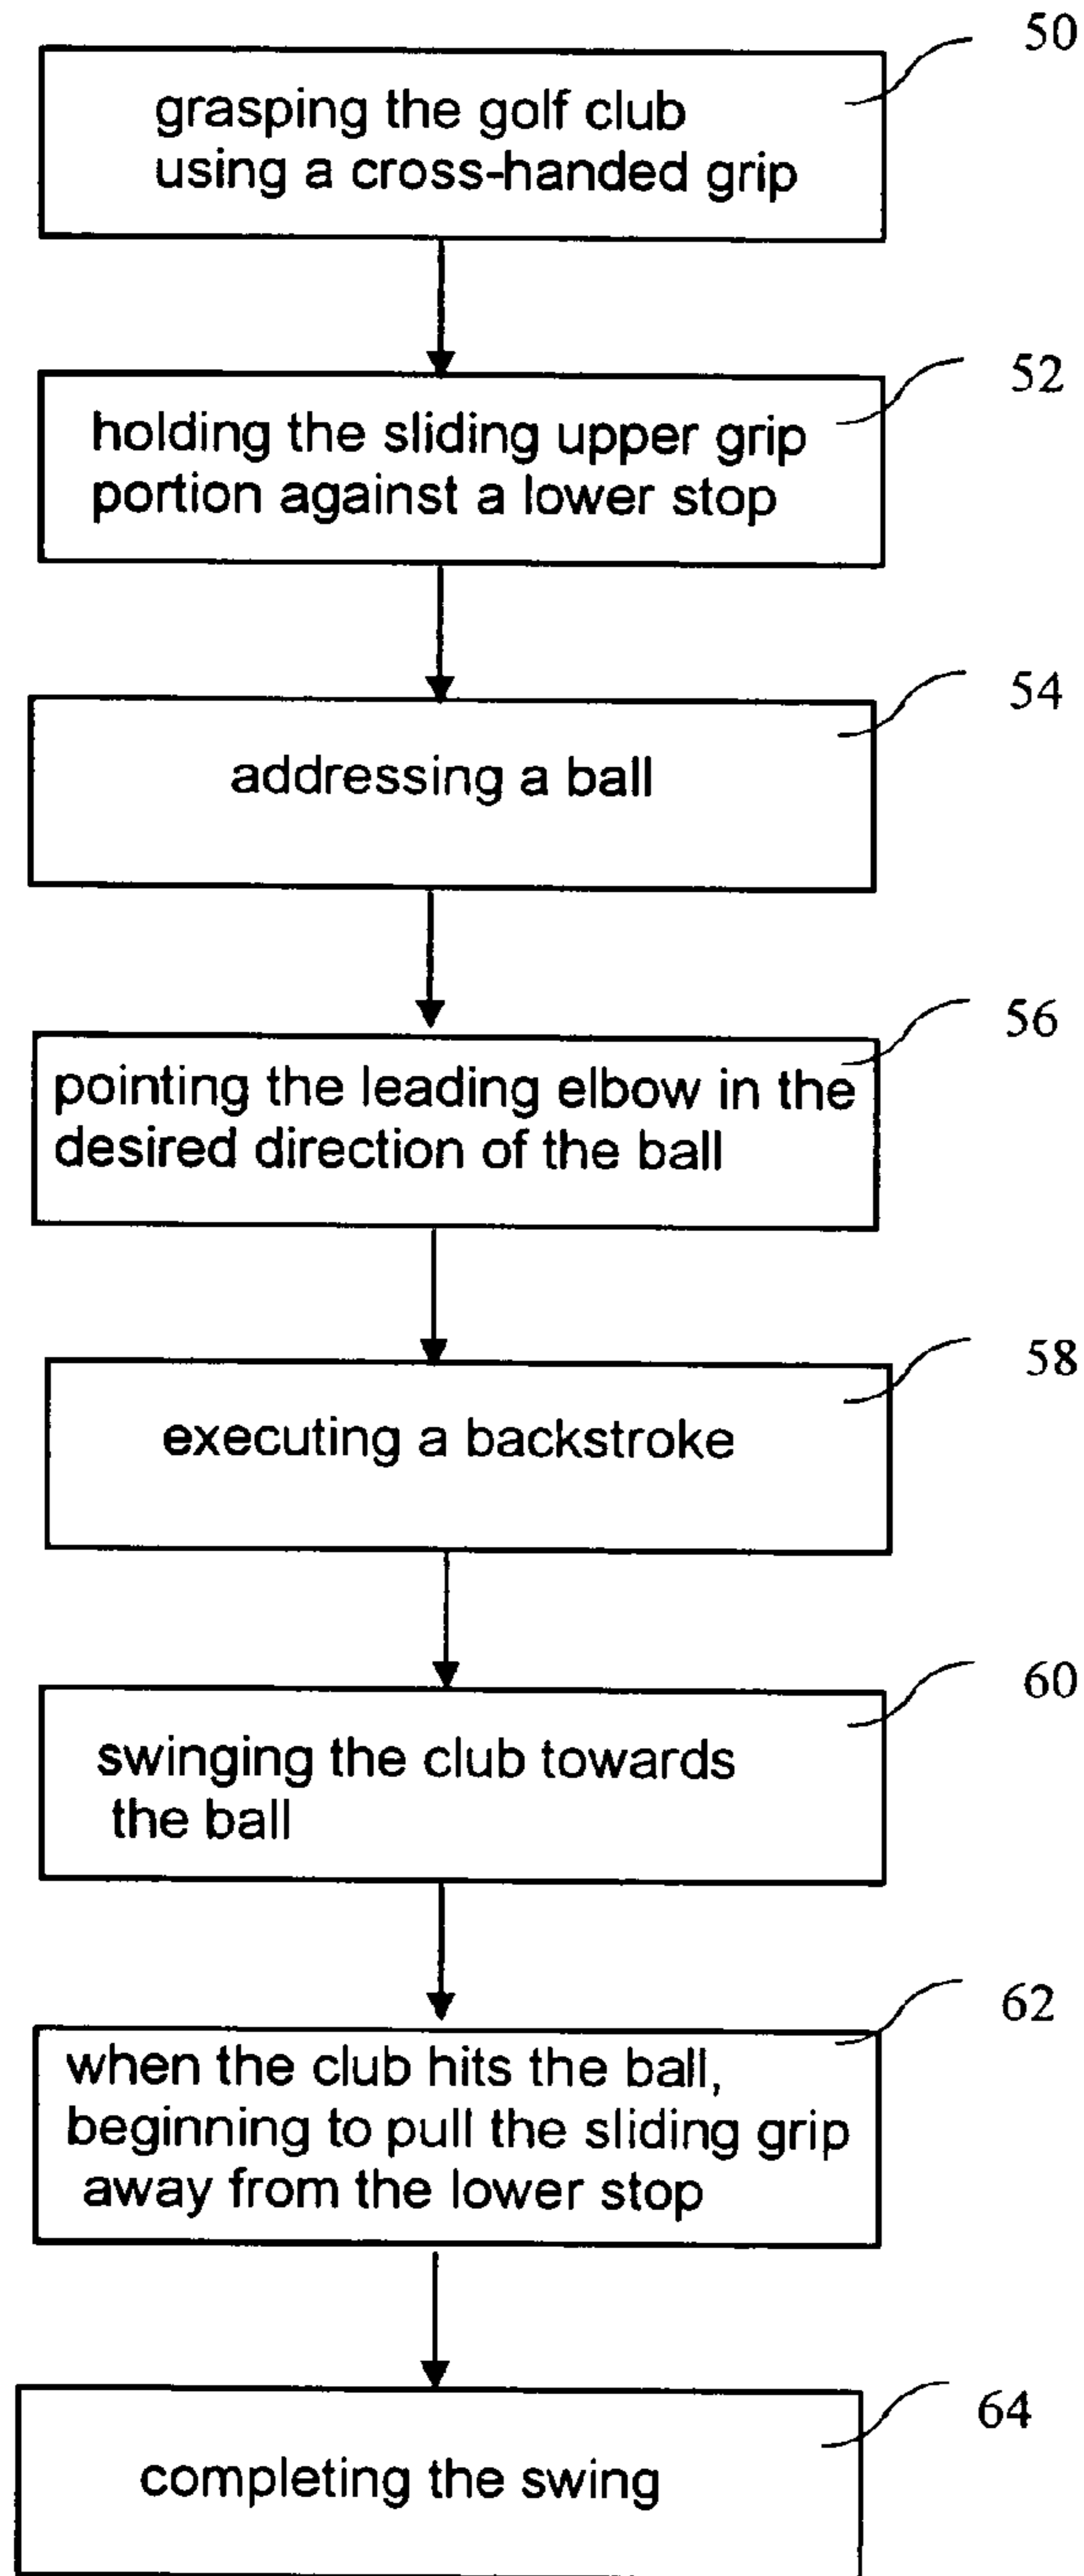 50
grasping the golf club
using a cross-handed grip
52
holding the sliding upper grip
portion against a lower stop
54
addressing a ball
56
pointing the leading elbow in the
desired direction of the ball
58
executing a backstroke
60
swinging the club towards
the ball
62
when the club hits the ball,
beginning to pull the sliding grip
away from the lower stop
64
completing the swing